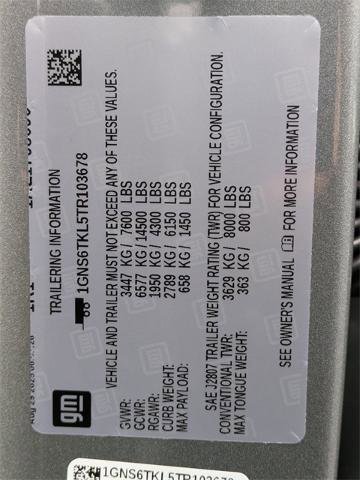 TRAILERING INFORMATION
1GNS6TKL5TR103678
VEHICLE AND TRAILER MUST NOT EXCEED ANY OF THESE VALUES.
GVWR: 3447 KG/ 7600 LBS
GCWR: 6577 KG/ 14500 LBS
RGAWR: 1950 KG/ 4300 LBS
CURB WEIGHT: 2789 KG/ 6150 LBS
MAX PAYLOAD: 658 KG/ 1450 LBS
SAE J2807 TRAILER WEIGHT RATING (TWR) FOR VEHICLE CONFIGURATION.
CONVENTIONAL TWR: 3629 KG/ 8000 LBS
MAX TONGUE WEIGHT: 363 KG/ 800 LBS
SEE OWNER'S MANUAL FOR MORE INFORMATION
gm
1GNS6TKL5TR103678